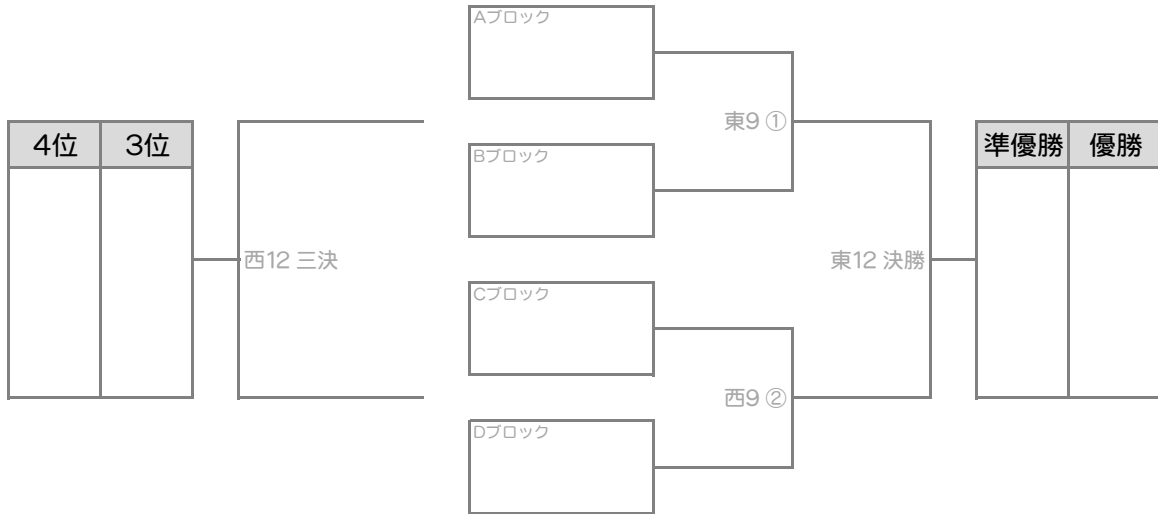 Aブロック
東9 ①
4位 3位
準優勝 優勝
Bブロック
西12 三決
東12 決勝
Cブロック
西9 ②
Dブロック